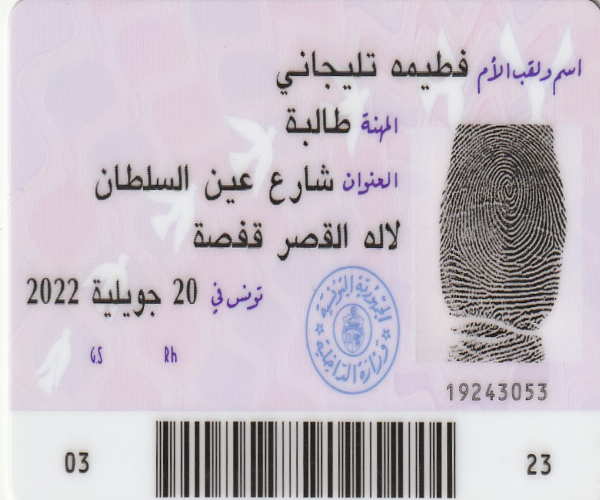 اسم ولقب الأم فطيمه تليجاني
المهنة طالبة
العنوان شارع عين السلطان
لاله القصر قفصة
تونس في 20 جويلية 2022
G.S Rh
الجمهورية التونسية
وزارة الداخلية
19243053
03 23